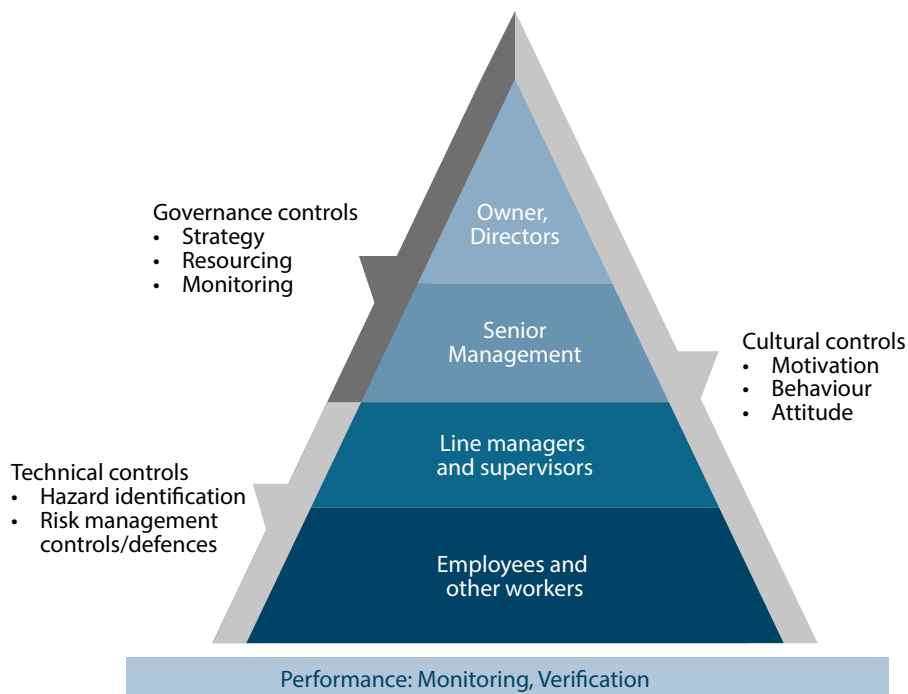 Owner,
Directors
Governance controls
• Strategy
• Resourcing
• Monitoring
Senior
Management
Cultural controls
• Motivation
• Behaviour
• Attitude
Line managers
and supervisors
Technical controls
• Hazard identification
• Risk management
controls/defences
Employees and
other workers
Performance: Monitoring, Verification